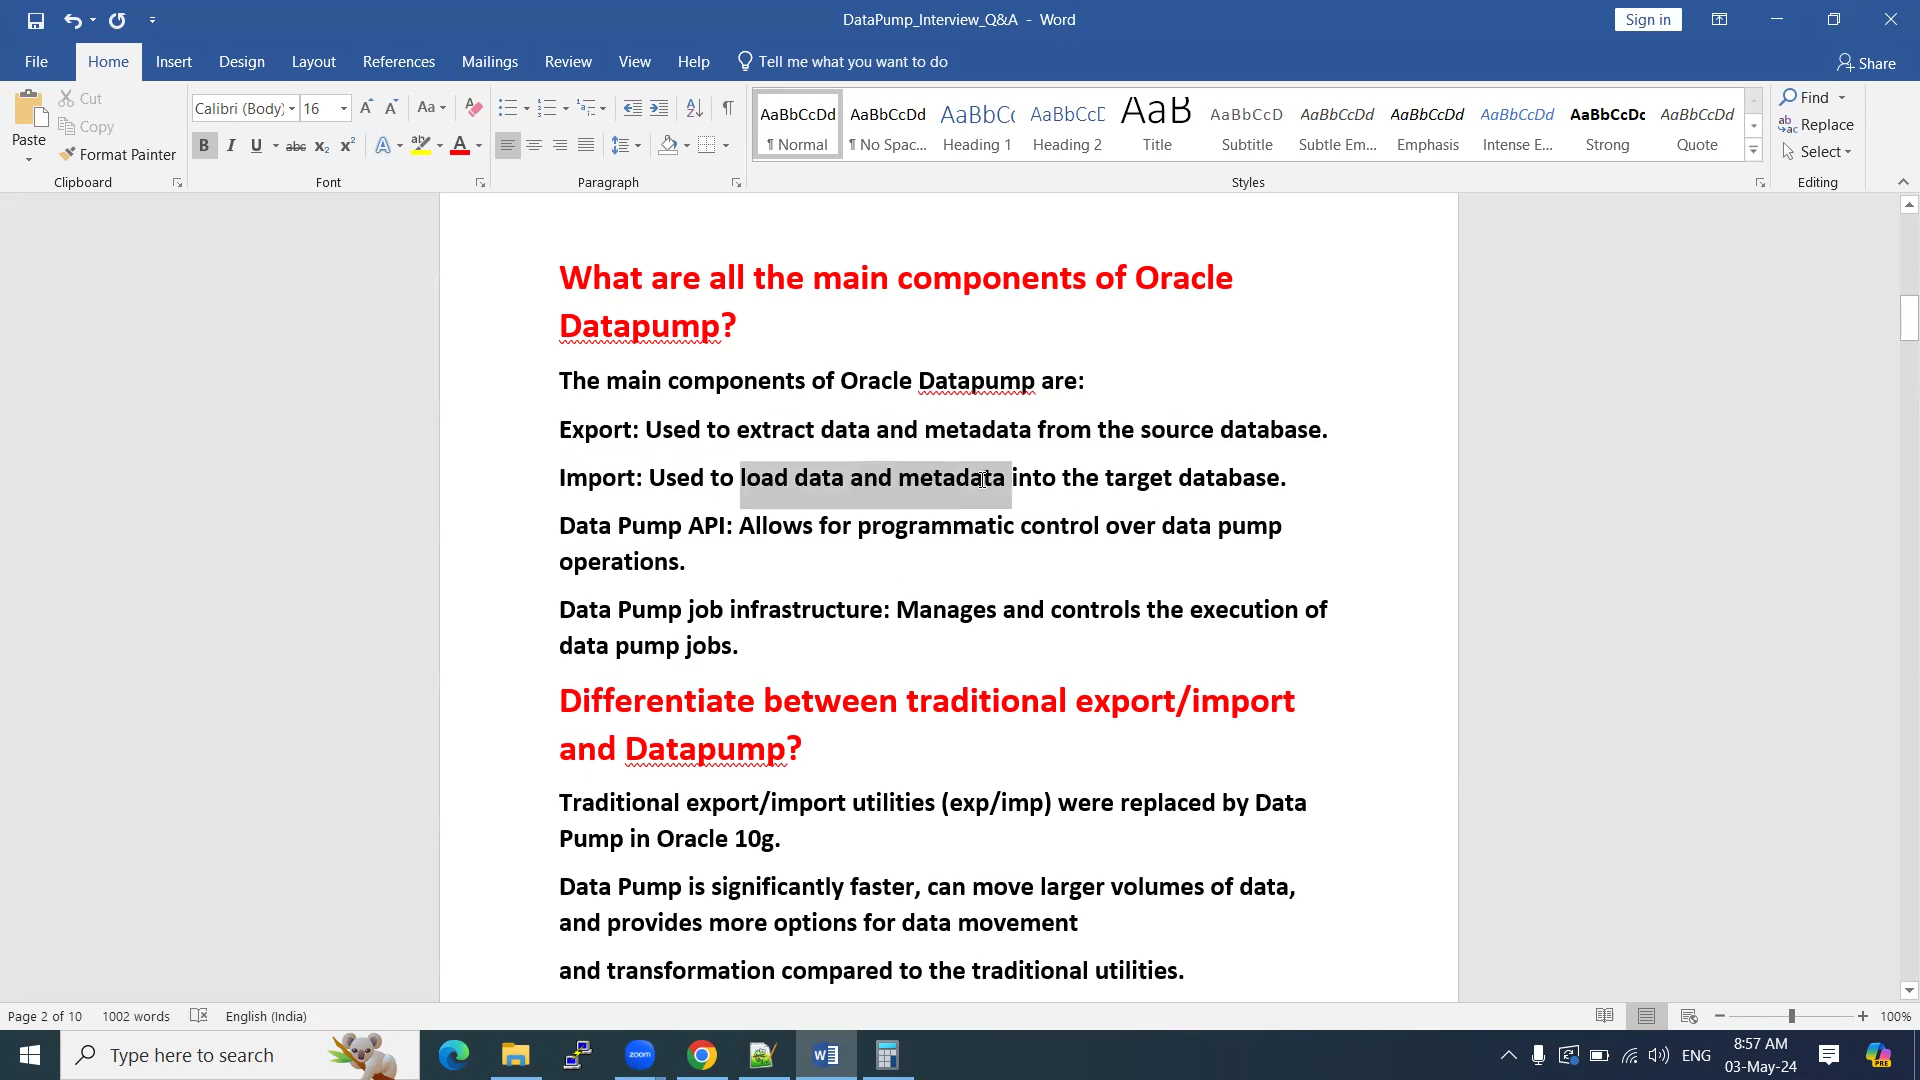 DataPump_Interview_Q&A - Word
Sign in
File
Home
Insert
Design
Layout
References
Mailings
Review
View
Help
Tell me what you want to do
Share
Paste
Cut
Copy
Format Painter
Clipboard
Calibri (Body)
16
Font
Paragraph
AaBbCcDd
¶ Normal
AaBbCcDd
¶ No Spac...
AaBbCc
Heading 1
AaBbCcD
Heading 2
AaB
Title
AaBbCcD
Subtitle
AaBbCcDd
Subtle Em...
AaBbCcDd
Emphasis
AaBbCcDd
Intense E...
AaBbCcDc
Strong
AaBbCcDd
Quote
Styles
Find
Replace
Select
Editing
What are all the main components of Oracle
Datapump?
The main components of Oracle Datapump are:
Export: Used to extract data and metadata from the source database.
Import: Used to load data and metadata into the target database.
Data Pump API: Allows for programmatic control over data pump
operations.
Data Pump job infrastructure: Manages and controls the execution of
data pump jobs.
Differentiate between traditional export/import
and Datapump?
Traditional export/import utilities (exp/imp) were replaced by Data
Pump in Oracle 10g.
Data Pump is significantly faster, can move larger volumes of data,
and provides more options for data movement
and transformation compared to the traditional utilities.
Page 2 of 10
1002 words
English (India)
100%
Type here to search
zoom
ENG
8:57 AM
03-May-24
PRE